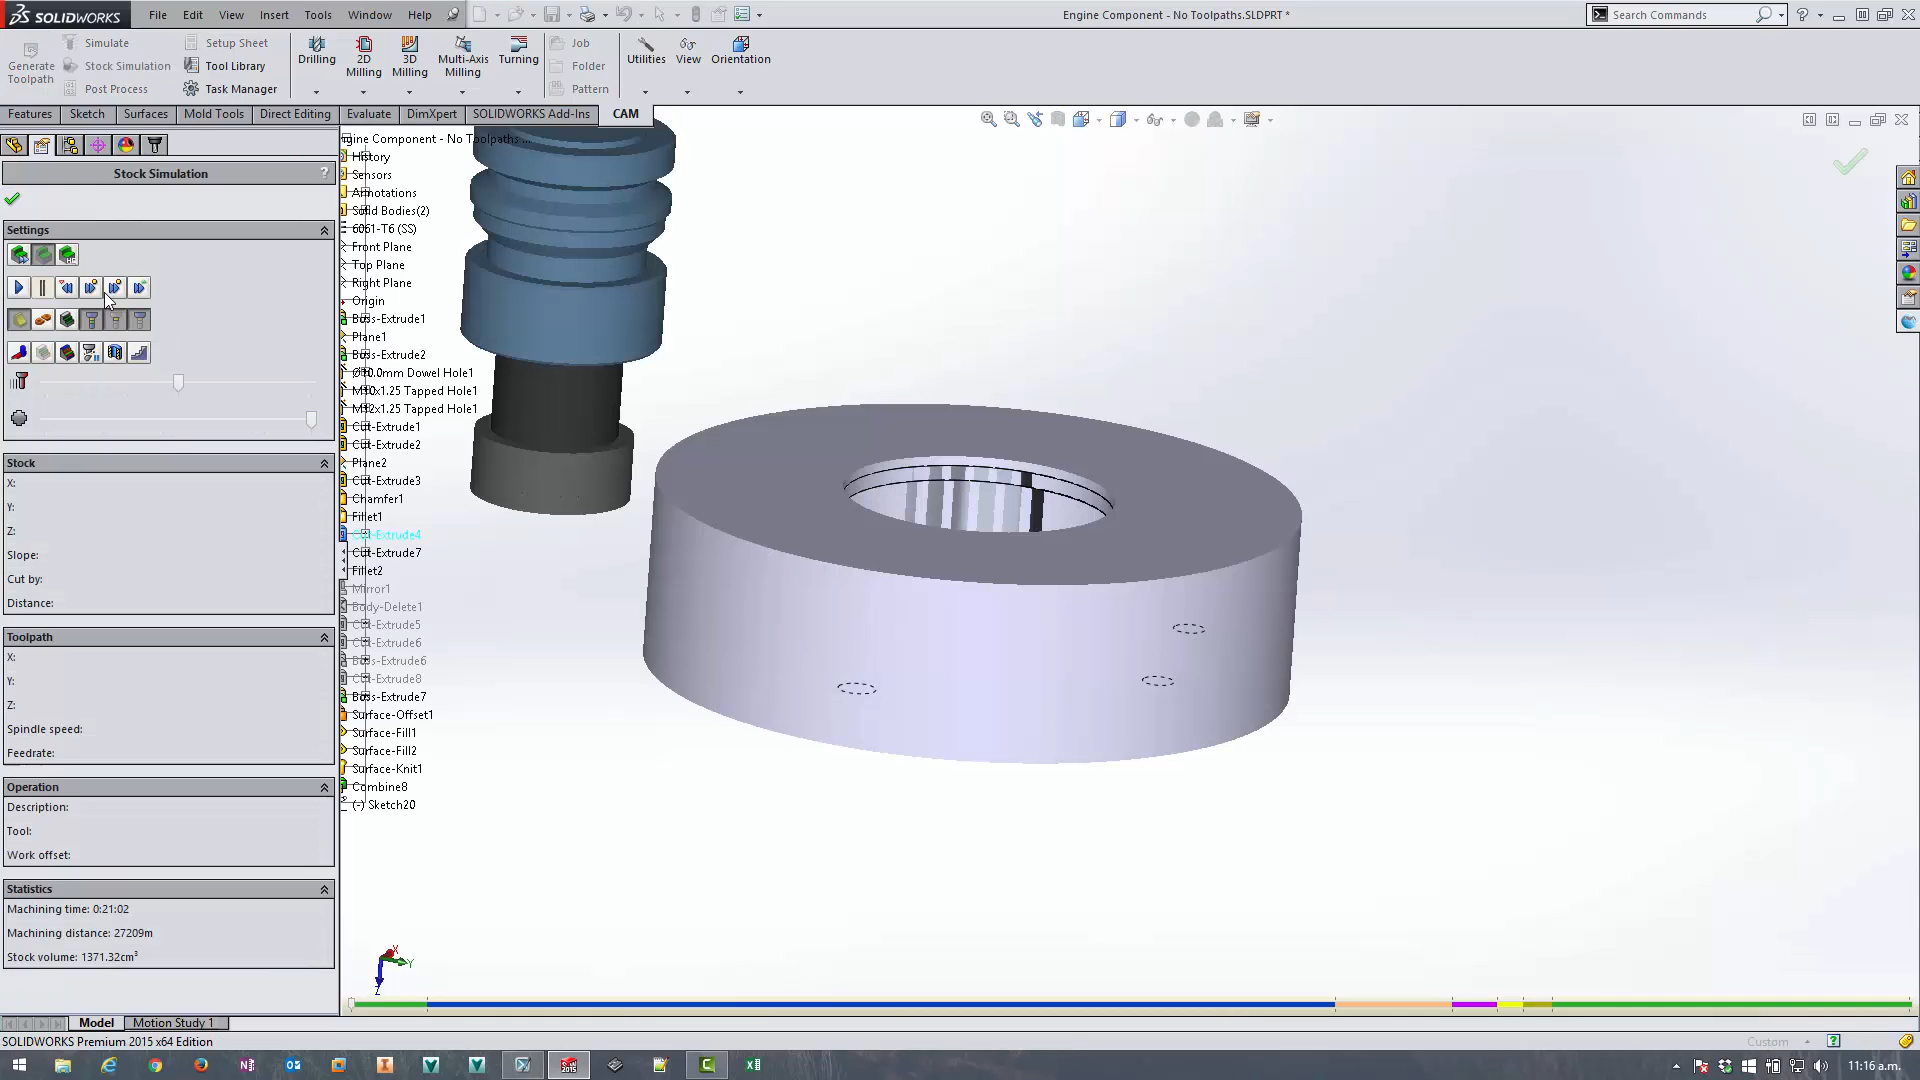 SOLIDWORKS File Edit View Insert Tools Window Help
Engine Component - No Toolpaths.SLDPRT *
Search Commands
Generate Toolpath
Simulate
Stock Simulation
Post Process
Setup Sheet
Tool Library
Task Manager
Drilling
2D Milling
3D Milling
Multi-Axis Milling
Turning
Job
Folder
Pattern
Utilities
View
Orientation
Features Sketch Surfaces Mold Tools Direct Editing Evaluate DimXpert SOLIDWORKS Add-Ins CAM
Stock Simulation ?
Settings
Stock
X:
Y:
Z:
Slope:
Cut by:
Distance:
Toolpath
X:
Y:
Z:
Spindle speed:
Feedrate:
Operation
Description:
Tool:
Work offset:
Statistics
Machining time: 0:21:02
Machining distance: 27209m
Stock volume: 1371.32cm³
ngine Component - No Toolpaths ...
History
Sensors
Annotations
Solid Bodies(2)
6061-T6 (SS)
Front Plane
Top Plane
Right Plane
Origin
Boss-Extrude1
Plane1
Boss-Extrude2
Ø10.0mm Dowel Hole1
M10x1.25 Tapped Hole1
M12x1.25 Tapped Hole1
Cut-Extrude1
Cut-Extrude2
Plane2
Cut-Extrude3
Chamfer1
Fillet1
Cut-Extrude4
Cut-Extrude7
Fillet2
Mirror1
Body-Delete1
Cut-Extrude5
Cut-Extrude6
Boss-Extrude6
Cut-Extrude8
Boss-Extrude7
Surface-Offset1
Surface-Fill1
Surface-Fill2
Surface-Knit1
Combine8
(-) Sketch20
X
Y
Z
Model Motion Study 1
SOLIDWORKS Premium 2015 x64 Edition
Custom
11:16 a.m.